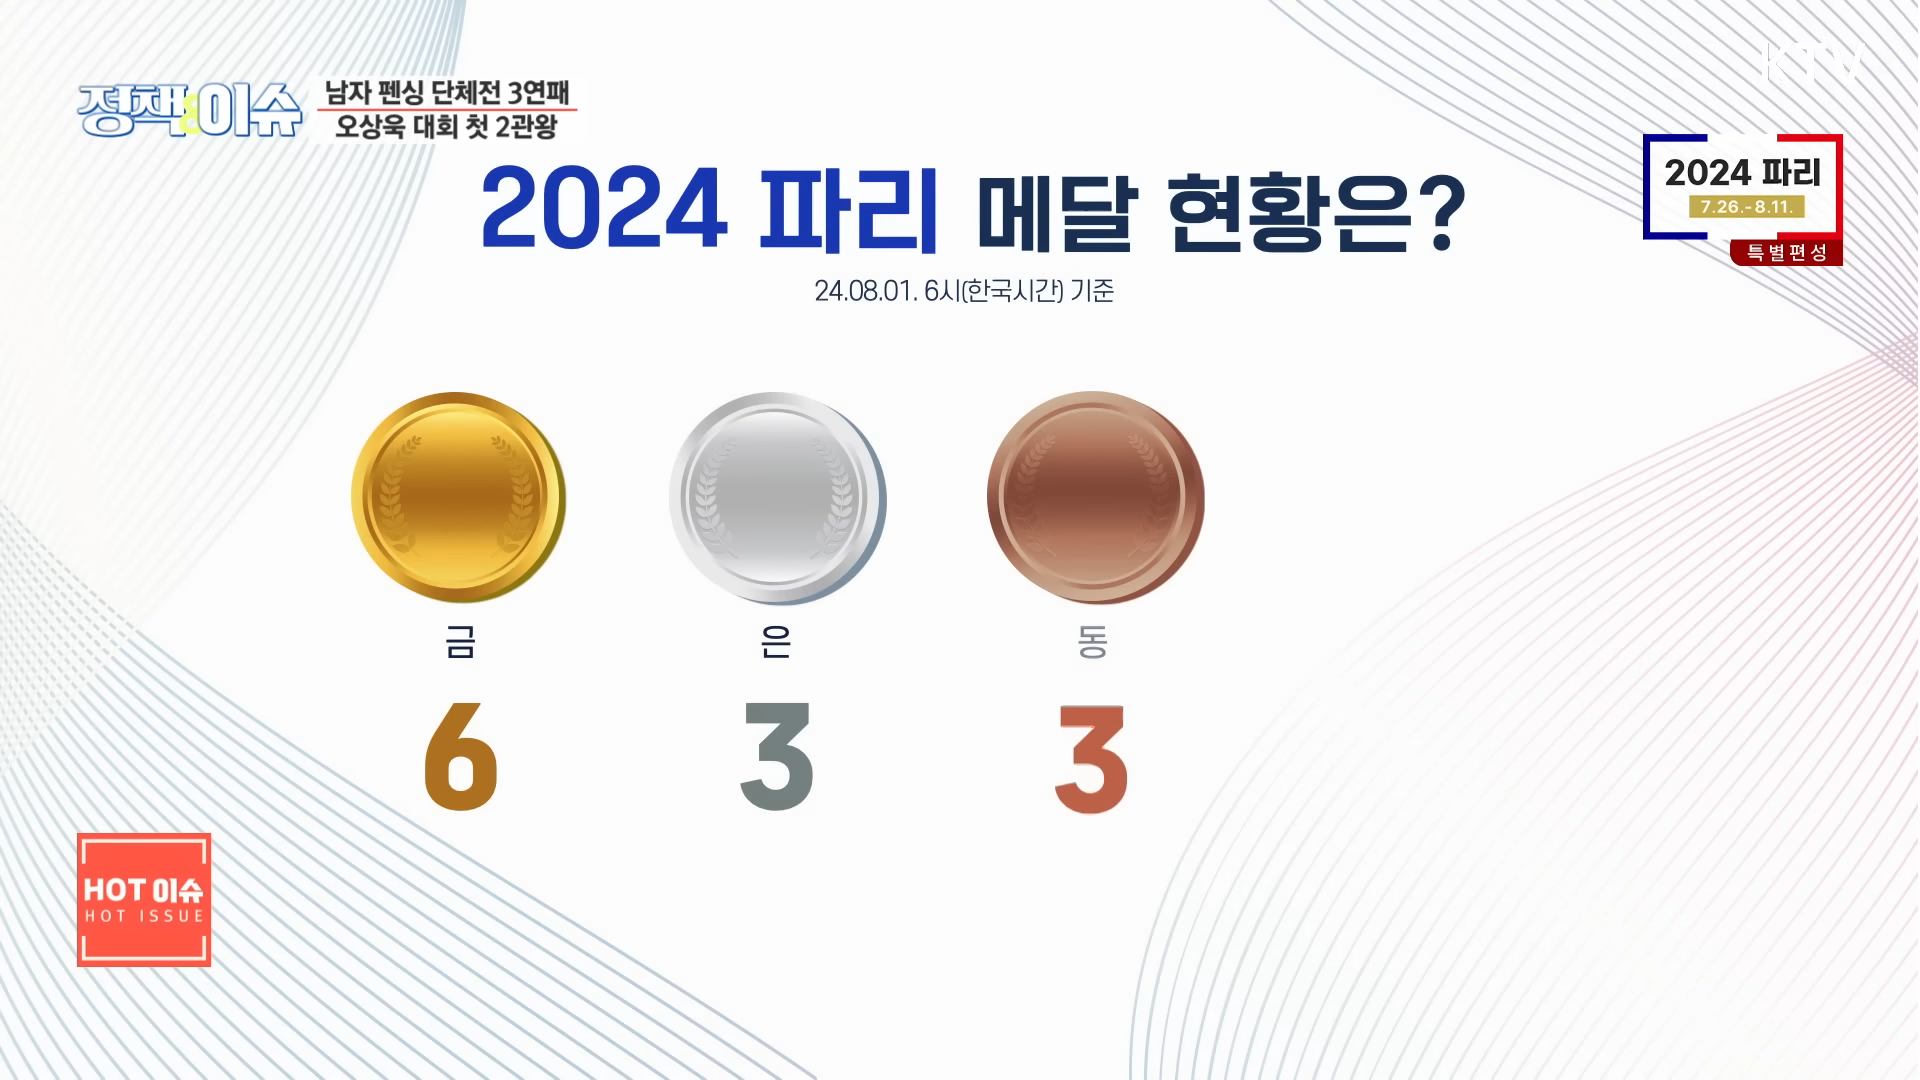 KTV
정책&이슈
남자 펜싱 단체전 3연패
오상욱 대회 첫 2관왕
2024 파리 메달 현황은?
24.08.01. 6시(한국시간) 기준
2024 파리
7.26.-8.11.
특별편성
금
은
동
6
3
3
HOT 이슈
HOT ISSUE